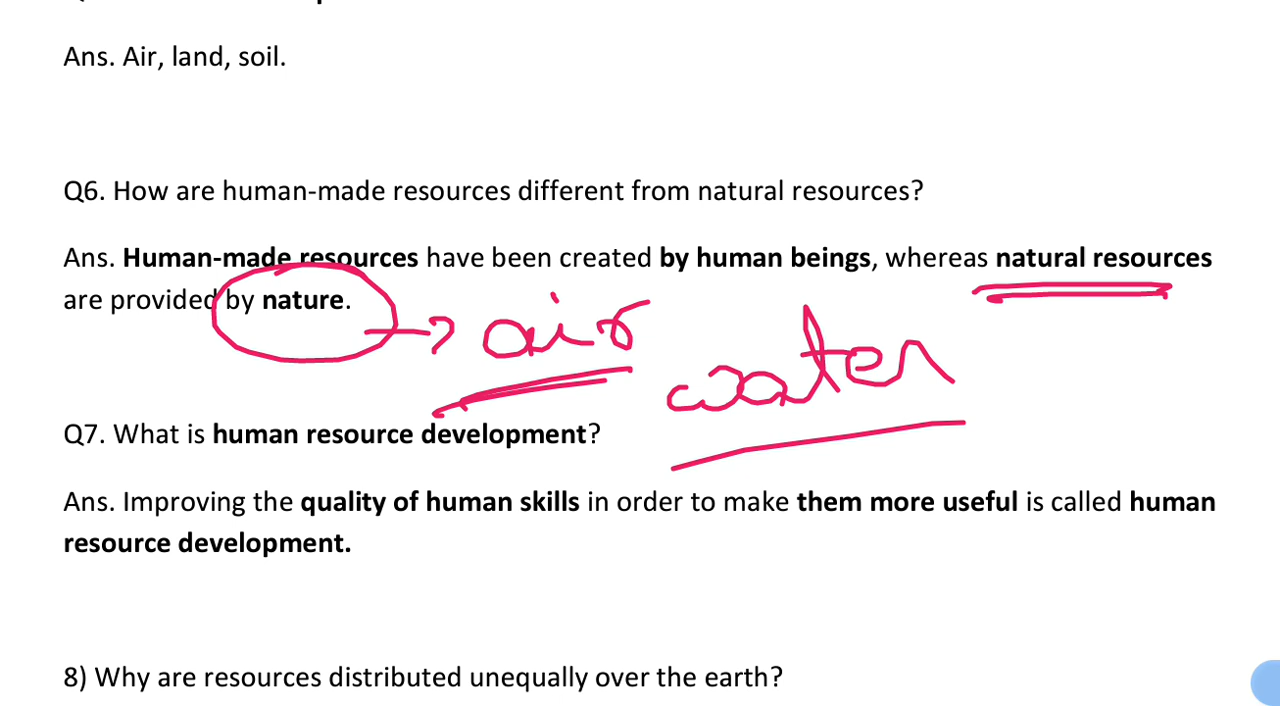 Ans. Air, land, soil.
Q6. How are human-made resources different from natural resources?
Ans. Human-made resources have been created by human beings, whereas natural resources
are provided by nature.
air
water
Q7. What is human resource development?
Ans. Improving the quality of human skills in order to make them more useful is called human
resource development.
8) Why are resources distributed unequally over the earth?